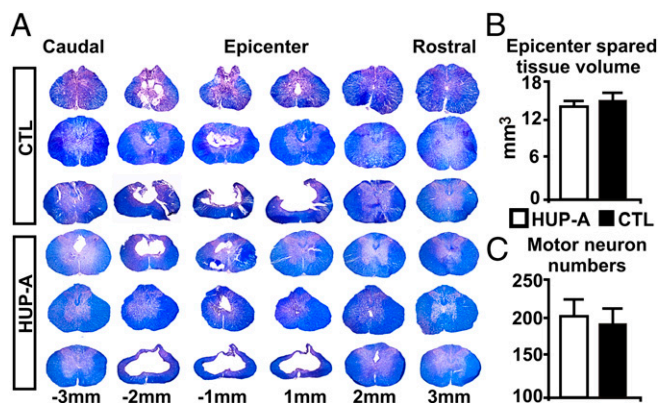 A
Caudal Epicenter Rostral
CTL
HUP-A
-3mm -2mm -1mm 1mm 2mm 3mm
B
Epicenter spared
tissue volume
mm³
18
12
6
0
HUP-A CTL
C
Motor neuron
numbers
250
200
150
100